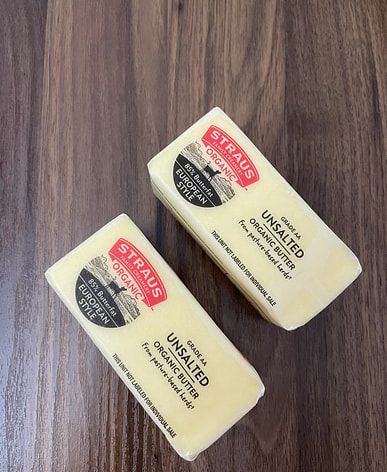 STRAUS
ORGANIC
85% Butterfat
EUROPEAN
STYLE
GRADE AA
UNSALTED
ORGANIC BUTTER
From pasture-based herds†
THIS UNIT NOT LABELED FOR INDIVIDUAL SALE
STRAUS
ORGANIC
85% Butterfat
EUROPEAN
STYLE
GRADE AA
UNSALTED
ORGANIC BUTTER
From pasture-based herds†
THIS UNIT NOT LABELED FOR INDIVIDUAL SALE